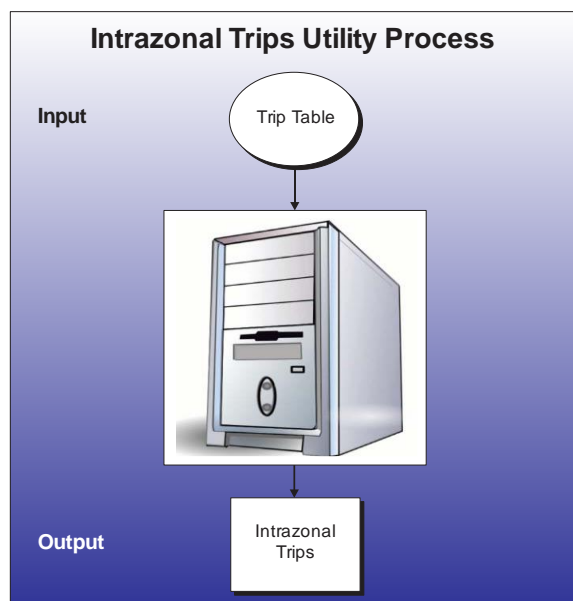 Intrazonal Trips Utility Process
Input
Trip Table
Output
Intrazonal
Trips